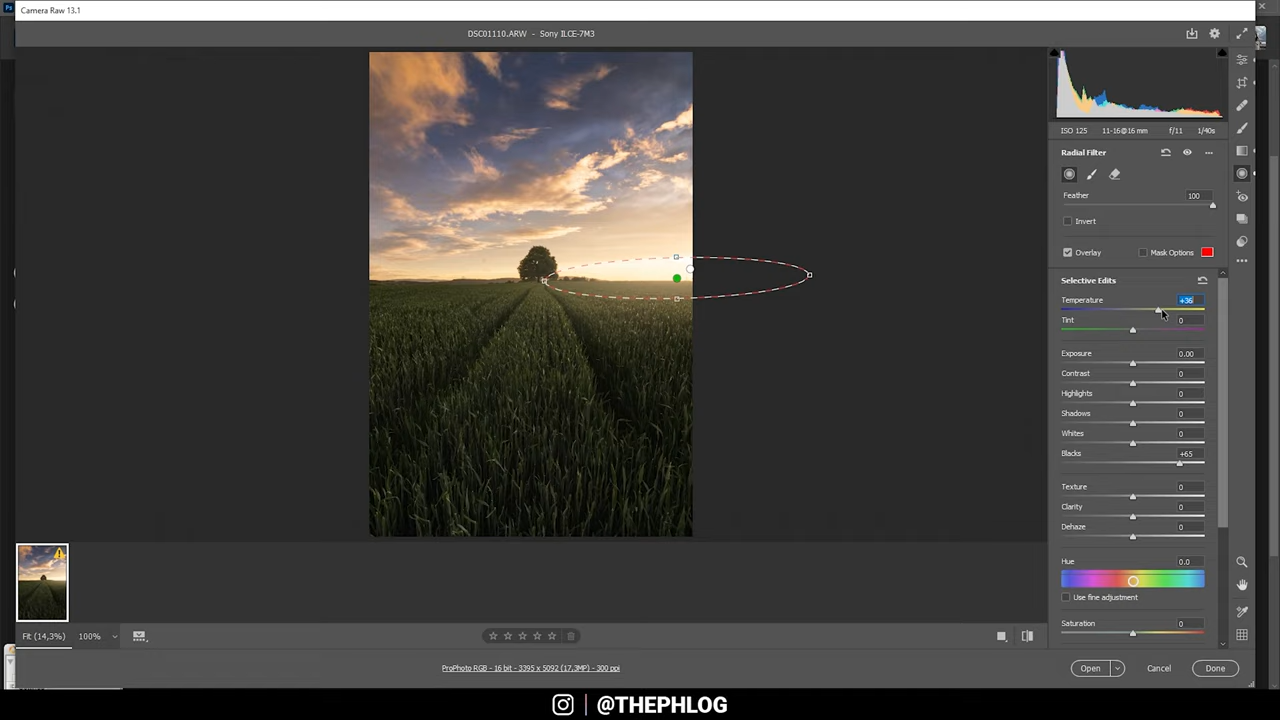 Camera Raw 13.1
DSC01110.ARW - Sony ILCE-7M3
ISO 125 11-16@16 mm f/11 1/40s
Radial Filter
Feather 100
Invert
Overlay Mask Options
Selective Edits
Temperature +36
Tint 0
Exposure 0.00
Contrast 0
Highlights 0
Shadows 0
Whites 0
Blacks +65
Texture 0
Clarity 0
Dehaze 0
Hue 0.0
Use fine adjustment
Saturation 0
Fit (14,3%) 100%
ProPhoto RGB - 16 bit - 3395 x 5092 (17,3MP) - 300 ppi
Open Cancel Done
@THEPHLOG